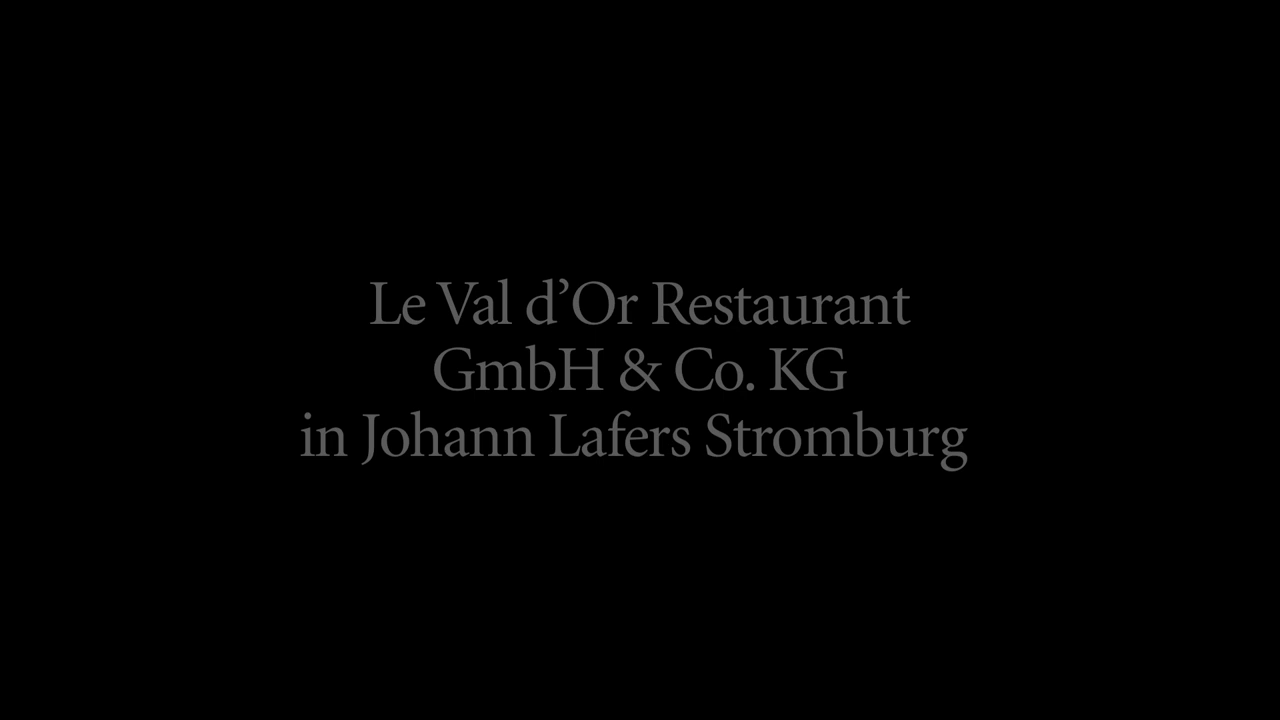 Le Val d’Or Restaurant
GmbH & Co. KG
in Johann Lafers Stromburg